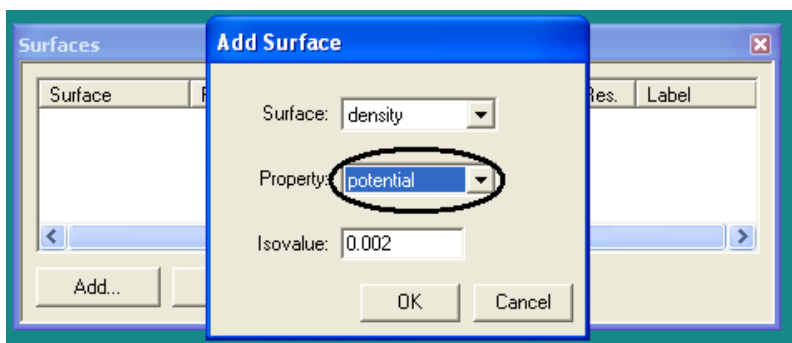 Surfaces
Add Surface
Surface
Res.
Label
Surface: density
Property: potential
Isovalue: 0.002
Add...
OK
Cancel